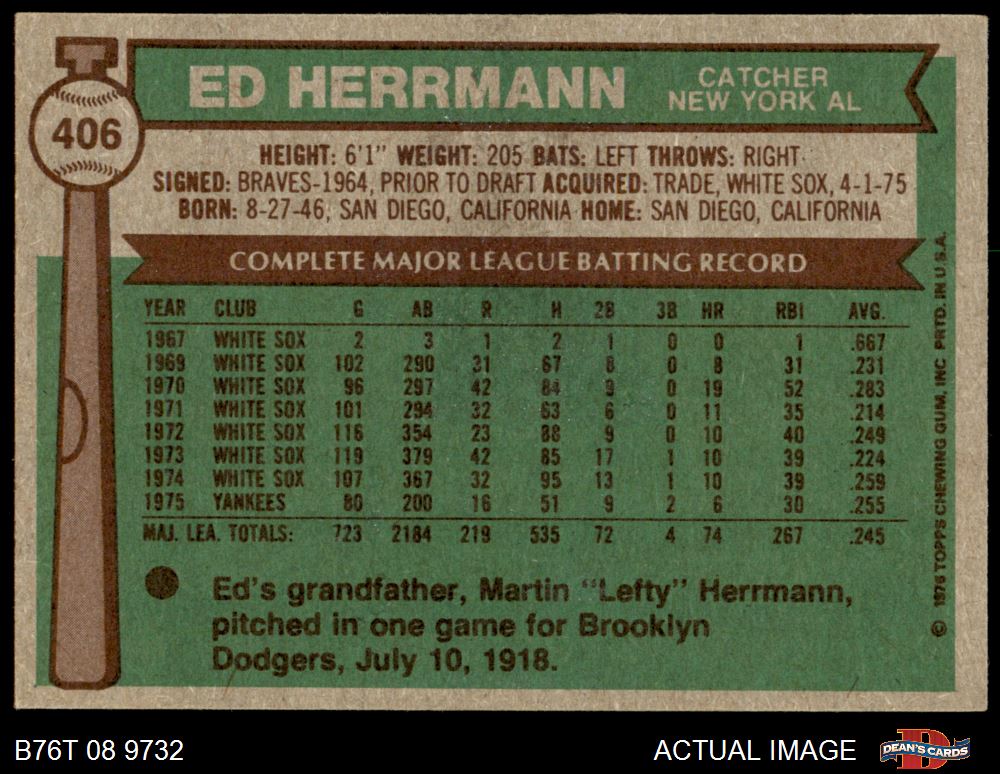 406
ED HERRMANN
CATCHER
NEW YORK AL
HEIGHT: 6'1" WEIGHT: 205 BATS: LEFT THROWS: RIGHT
SIGNED: BRAVES-1964, PRIOR TO DRAFT ACQUIRED: TRADE, WHITE SOX, 4-1-75
BORN: 8-27-46, SAN DIEGO, CALIFORNIA HOME: SAN DIEGO, CALIFORNIA
COMPLETE MAJOR LEAGUE BATTING RECORD
YEAR CLUB G AB R H 2B 3B HR RBI AVG.
1967 WHITE SOX 2 3 1 2 1 0 0 1 .667
1969 WHITE SOX 102 290 31 67 8 0 8 31 .231
1970 WHITE SOX 96 297 42 84 9 0 19 52 .283
1971 WHITE SOX 101 294 32 63 6 0 11 35 .214
1972 WHITE SOX 116 354 23 88 9 0 10 40 .249
1973 WHITE SOX 119 379 42 85 17 1 10 39 .224
1974 WHITE SOX 107 367 32 95 13 1 10 39 .259
1975 YANKEES 80 200 16 51 9 2 6 30 .255
MAJ. LEA. TOTALS: 723 2184 219 535 72 4 74 267 .245
Ed's grandfather, Martin "Lefty" Herrmann,
pitched in one game for Brooklyn
Dodgers, July 10, 1918.
© 1976 TOPPS CHEWING GUM, INC. PRTD. IN U.S.A.
B76T 08 9732
ACTUAL IMAGE
DEAN'S CARDS